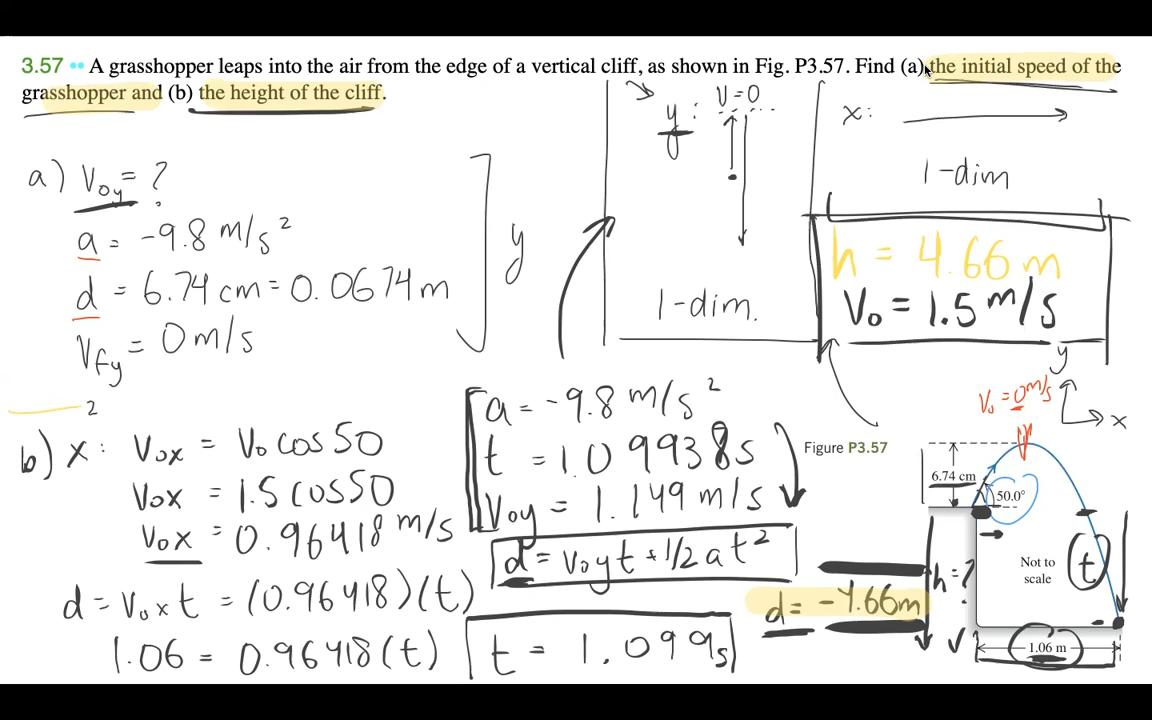 3.57 •• A grasshopper leaps into the air from the edge of a vertical cliff, as shown in Fig. P3.57. Find (a) the initial speed of the
grasshopper and (b) the height of the cliff.
y: V=0
x:
1-dim
1-dim.
a) Voy = ?
a = -9.8 m/s²
d = 6.74 cm = 0.0674 m
Vfy = 0 m/s
y
h = 4.66 m
Vo = 1.5 m/s
2
b) x: Vox = Vo cos 50
Vox = 1.5 cos 50
Vox = 0.96418 m/s
d = Vox t = (0.96418)(t)
1.06 = 0.96418 (t)
a = -9.8 m/s²
t = 1.09938 s
Voy = 1.149 m/s
d = Voy t + 1/2 a t²
t = 1.099 s
d = -4.66 m
Figure P3.57
Vo = 0 m/s
y
x
6.74 cm
50.0°
Not to
scale
t
h = ?
1.06 m